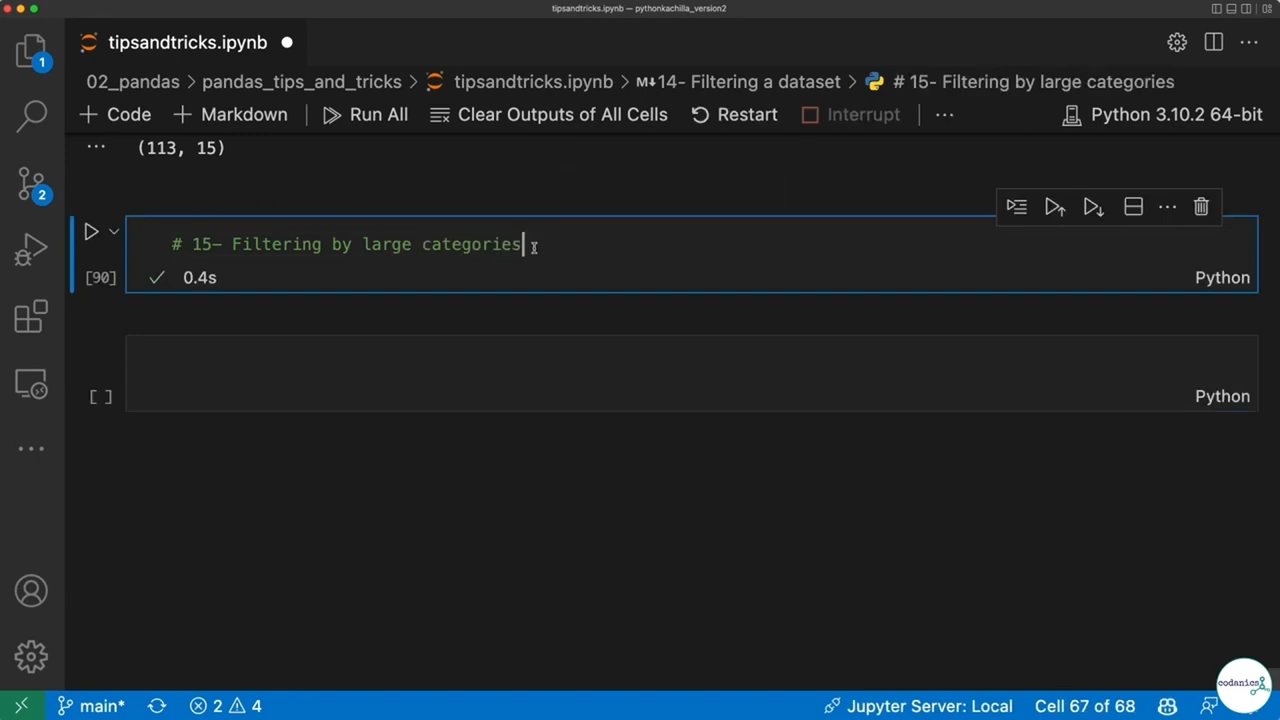 tipsandtricks.ipynb — pythonkachilla_version2
tipsandtricks.ipynb
02_pandas > pandas_tips_and_tricks > tipsandtricks.ipynb > M↓14- Filtering a dataset > # 15- Filtering by large categories
+ Code + Markdown Run All Clear Outputs of All Cells Restart Interrupt ... Python 3.10.2 64-bit
... (113, 15)
# 15- Filtering by large categories
[90] ✓ 0.4s Python
[ ] Python
1
2
codanics
main* 2 4 Jupyter Server: Local Cell 67 of 68